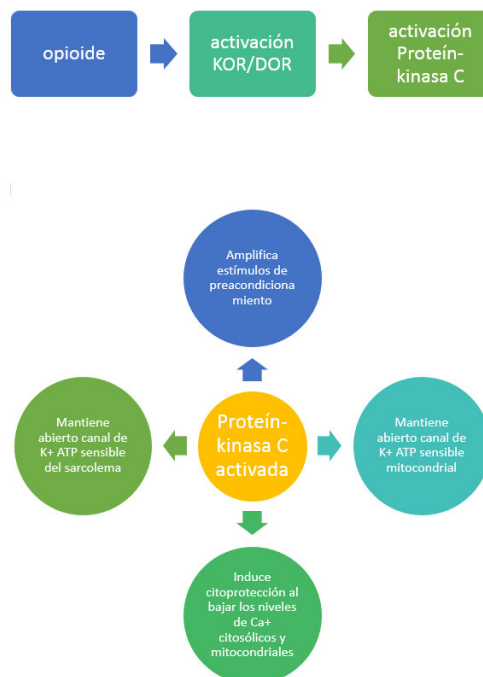 opioide
activación
KOR/DOR
activación
Proteín-
kinasa C
Amplifica
estímulos de
preacondiciona
miento
Mantiene
abierto canal de
K+ ATP sensible
del sarcolema
Proteín-
kinasa C
activada
Mantiene
abierto canal de
K+ ATP sensible
mitocondrial
Induce
citoprotección al
bajar los niveles
de Ca+
citosólicos y
mitocondriales